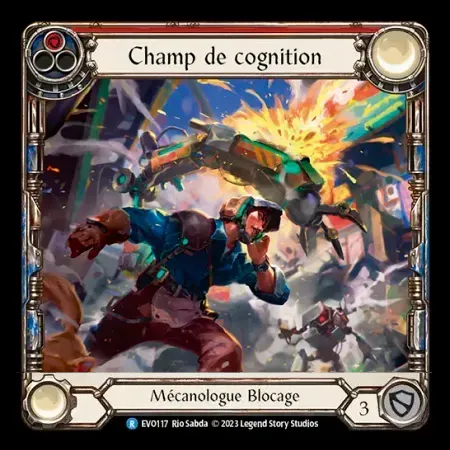 Champ de cognition
Mécanologue Blocage
3
R EVO117 Rio Sabda © 2023 Legend Story Studios